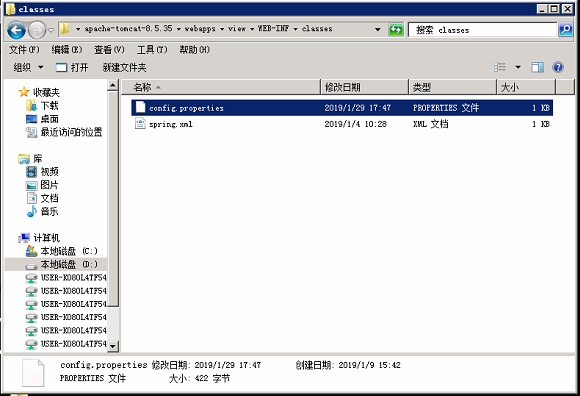 classes
apache-tomcat-8.5.35 webapps view WEB-INF classes 搜索 classes
文件(F) 编辑(E) 查看(V) 工具(T) 帮助(H)
组织 打开 新建文件夹
名称 修改日期 类型 大小
config.properties 2019/1/29 17:47 PROPERTIES 文件 1 KB
spring.xml 2019/1/4 10:28 XML 文档 1 KB
收藏夹
下载
桌面
最近访问的位置
库
视频
图片
文档
音乐
计算机
本地磁盘 (C:)
本地磁盘 (D:)
USER-K080L4TF54
USER-K080L4TF54
USER-K080L4TF54
USER-K080L4TF54
USER-K080L4TF54
USER-K080L4TF54
config.properties 修改日期: 2019/1/29 17:47 创建日期: 2019/1/9 15:42
PROPERTIES 文件 大小: 422 字节